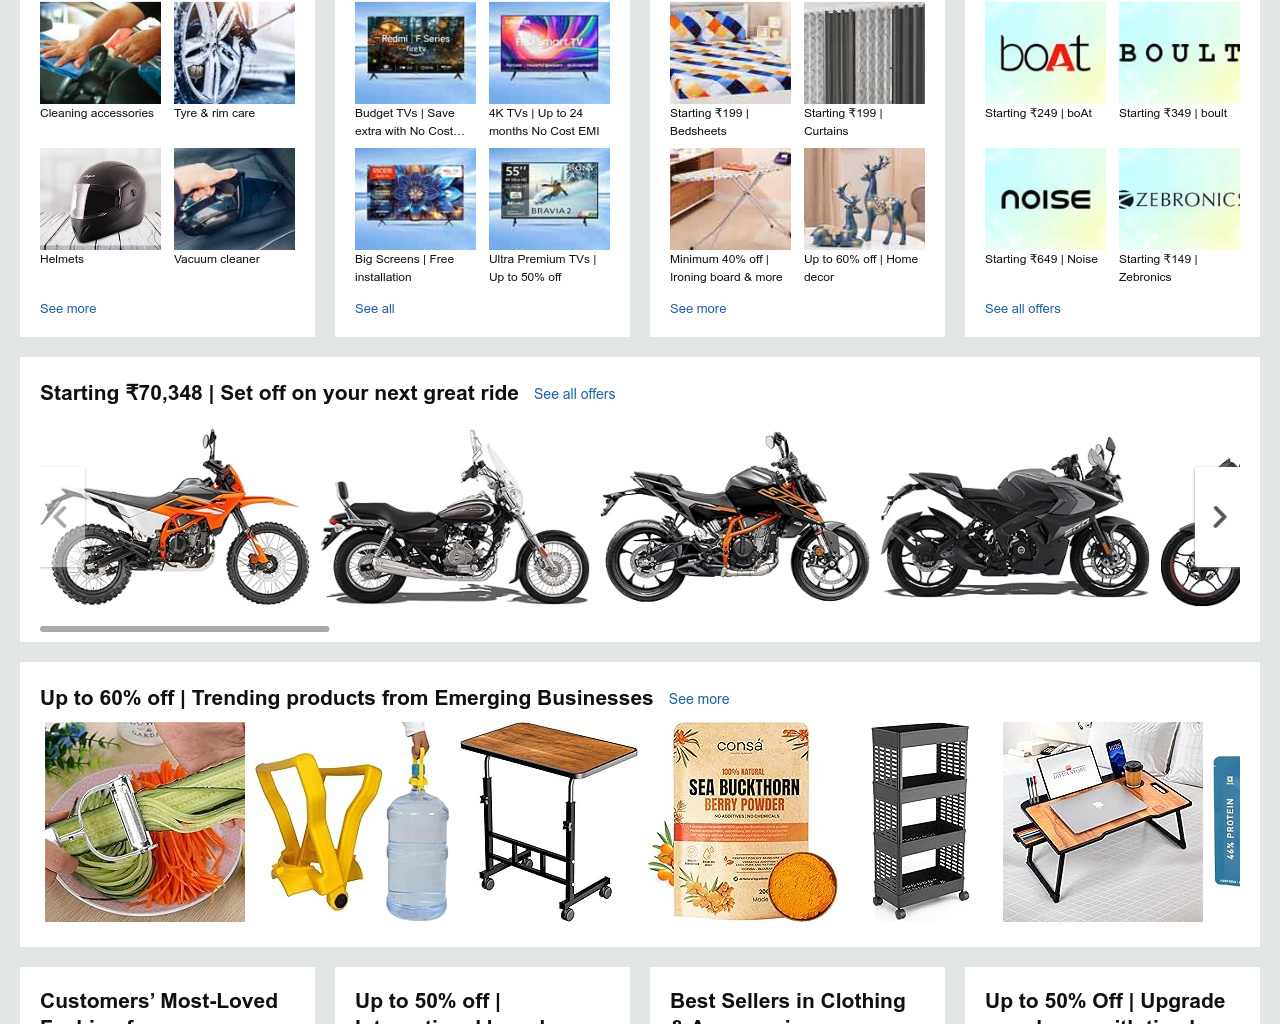 Redmi | F Series
firetv
55"
SONY
BRAVIA 2
boAt
BOULT
Cleaning accessories
Tyre & rim care
Budget TVs | Save
extra with No Cost...
4K TVs | Up to 24
months No Cost EMI
Starting ₹199 |
Bedsheets
Starting ₹199 |
Curtains
Starting ₹249 | boAt
Starting ₹349 | boult
NOISE
ZEBRONICS
Helmets
Vacuum cleaner
Big Screens | Free
installation
Ultra Premium TVs |
Up to 50% off
Minimum 40% off |
Ironing board & more
Up to 60% off | Home
decor
Starting ₹649 | Noise
Starting ₹149 |
Zebronics
See more
See all
See more
See all offers
Starting ₹70,348 | Set off on your next great ride
See all offers
Up to 60% off | Trending products from Emerging Businesses
See more
consá
100% NATURAL
SEA BUCKTHORN
BERRY POWDER
NO ADDITIVES | NO CHEMICALS
46% PROTEIN
Customers’ Most-Loved
Up to 50% off |
Best Sellers in Clothing
Up to 50% Off | Upgrade